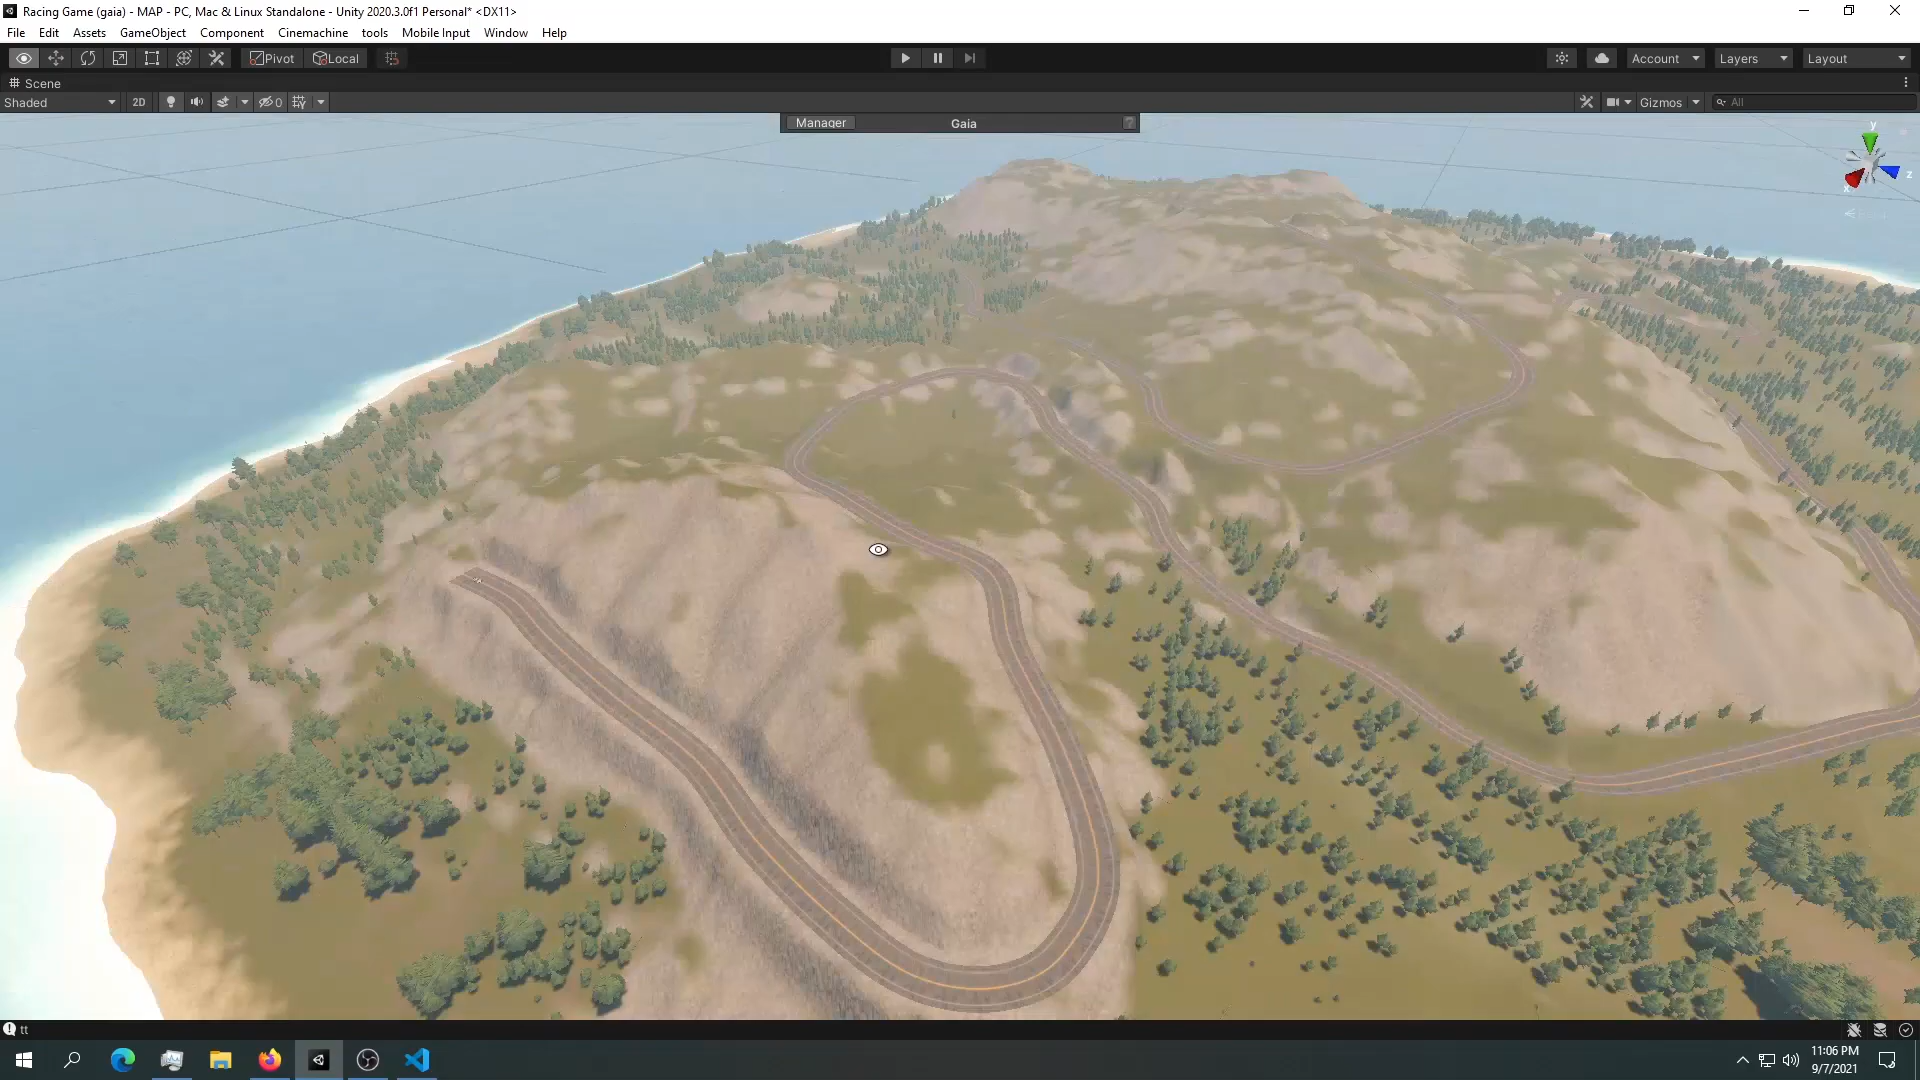 Racing Game (gaia) - MAP - PC, Mac & Linux Standalone - Unity 2020.3.0f1 Personal* <DX11>
File Edit Assets GameObject Component Cinemachine tools Mobile Input Window Help
Pivot Local Account Layers Layout
Scene
Shaded 2D 0 Gizmos All
Manager Gaia ?
y
z
x
tt
11:06 PM
9/7/2021